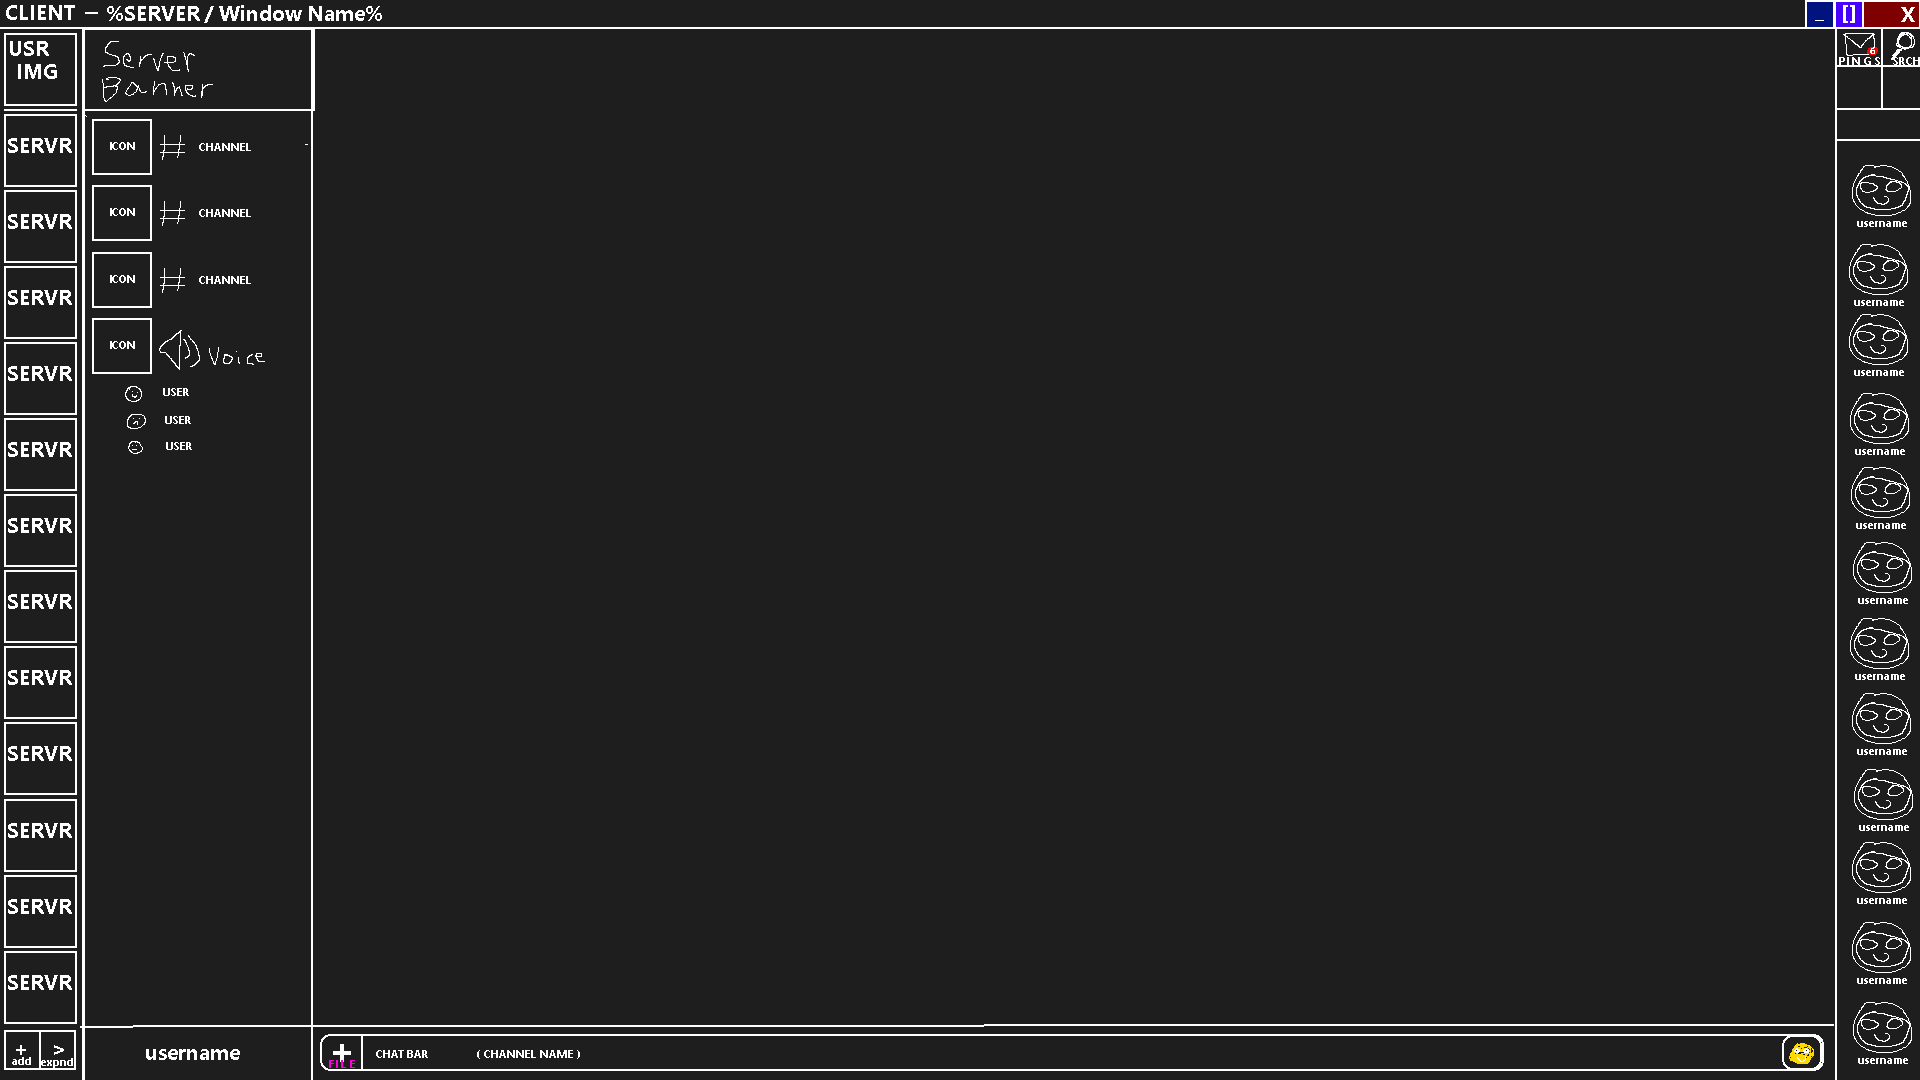 CLIENT – %SERVER / Window Name%
_ [] X
USR
IMG
SERVR
SERVR
SERVR
SERVR
SERVR
SERVR
SERVR
SERVR
SERVR
SERVR
SERVR
SERVR
+ >
add expnd
Server
Banner
ICON # CHANNEL
ICON # CHANNEL
ICON # CHANNEL
ICON Voice
USER
USER
USER
username
+
FILE
CHAT BAR ( CHANNEL NAME )
6
PINGS SRCH
username
username
username
username
username
username
username
username
username
username
username
username